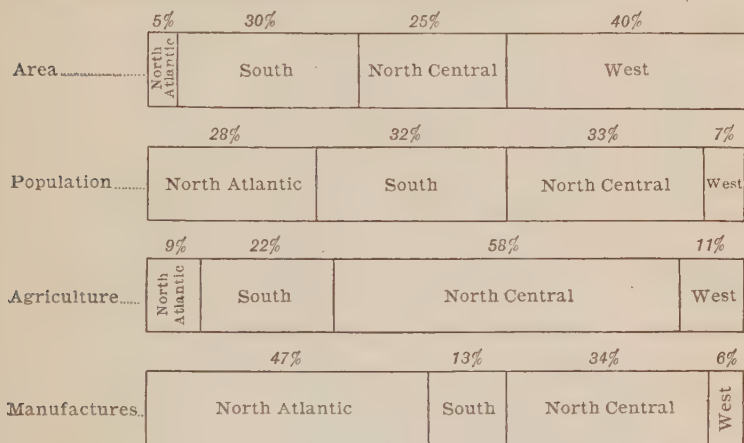 5% 30% 25% 40%
Area
North Atlantic South North Central West
28% 32% 33% 7%
Population
North Atlantic South North Central West
9% 22% 58% 11%
Agriculture
North Atlantic South North Central West
47% 13% 34% 6%
Manufactures
North Atlantic South North Central West